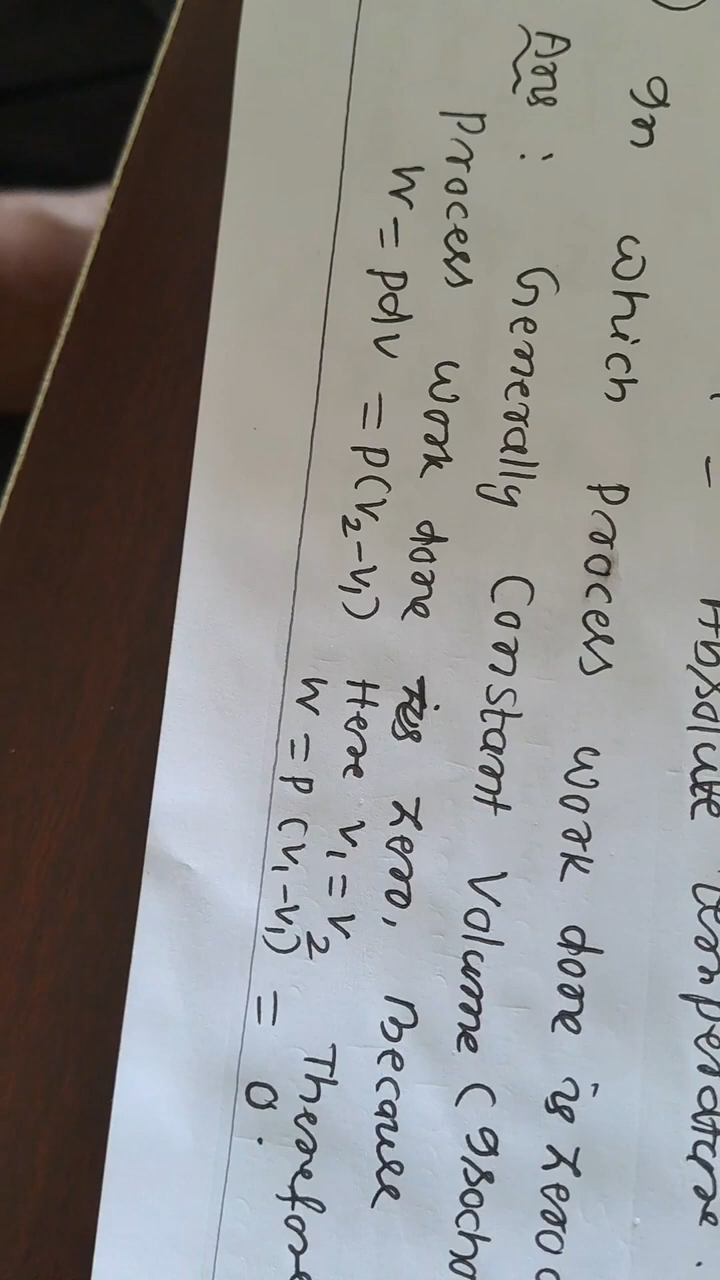 - Absolute temperature.
) In which process work done is zero
Ans: Generally constant volume (Isocho
process work done is zero, Because
W = pdv = p(v₂-v₁) Here v₁ = v₂ Therefore
W = p (v₁-v₁) = 0.